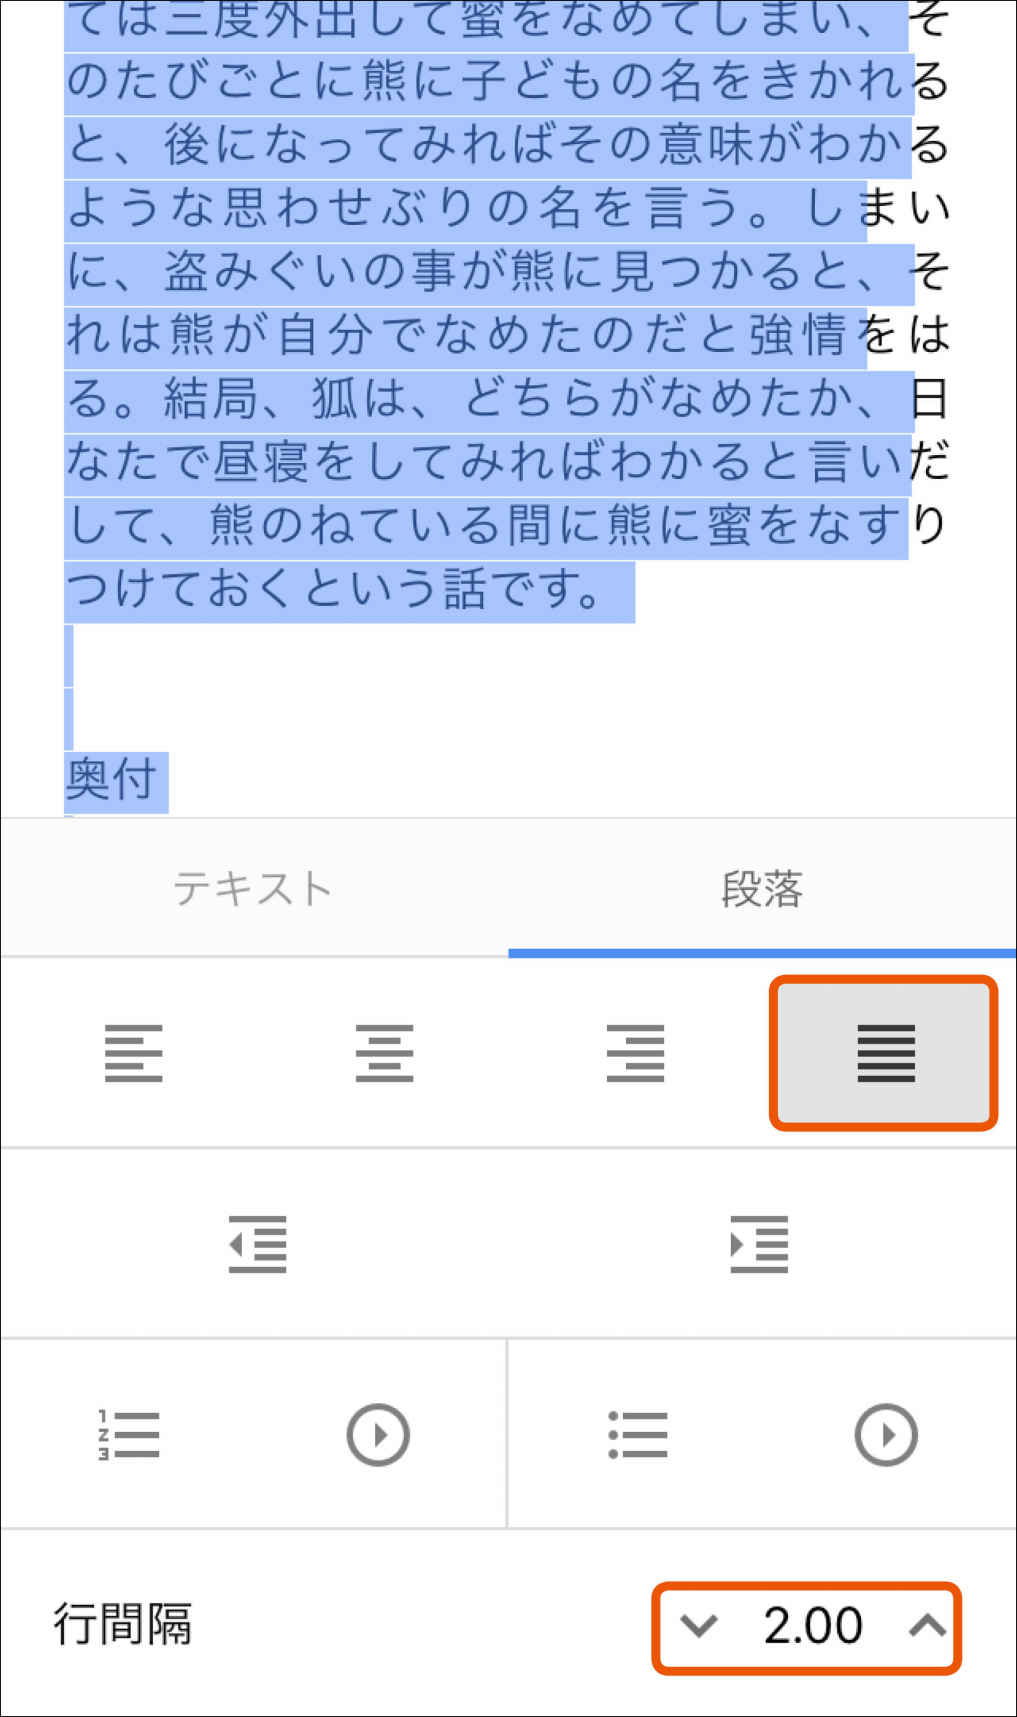 ては三度外出して蜜をなめてしまい、そ
のたびごとに熊に子どもの名をきかれる
と、後になってみればその意味がわかる
ような思わせぶりの名を言う。しまい
に、盗みぐいの事が熊に見つかると、そ
れは熊が自分でなめたのだと強情をは
る。結局、狐は、どちらがなめたか、日
なたで昼寝をしてみればわかると言いだ
して、熊のねている間に熊に蜜をなすり
つけておくという話です。
奥付
テキスト
段落
1
2
3
行間隔
2.00